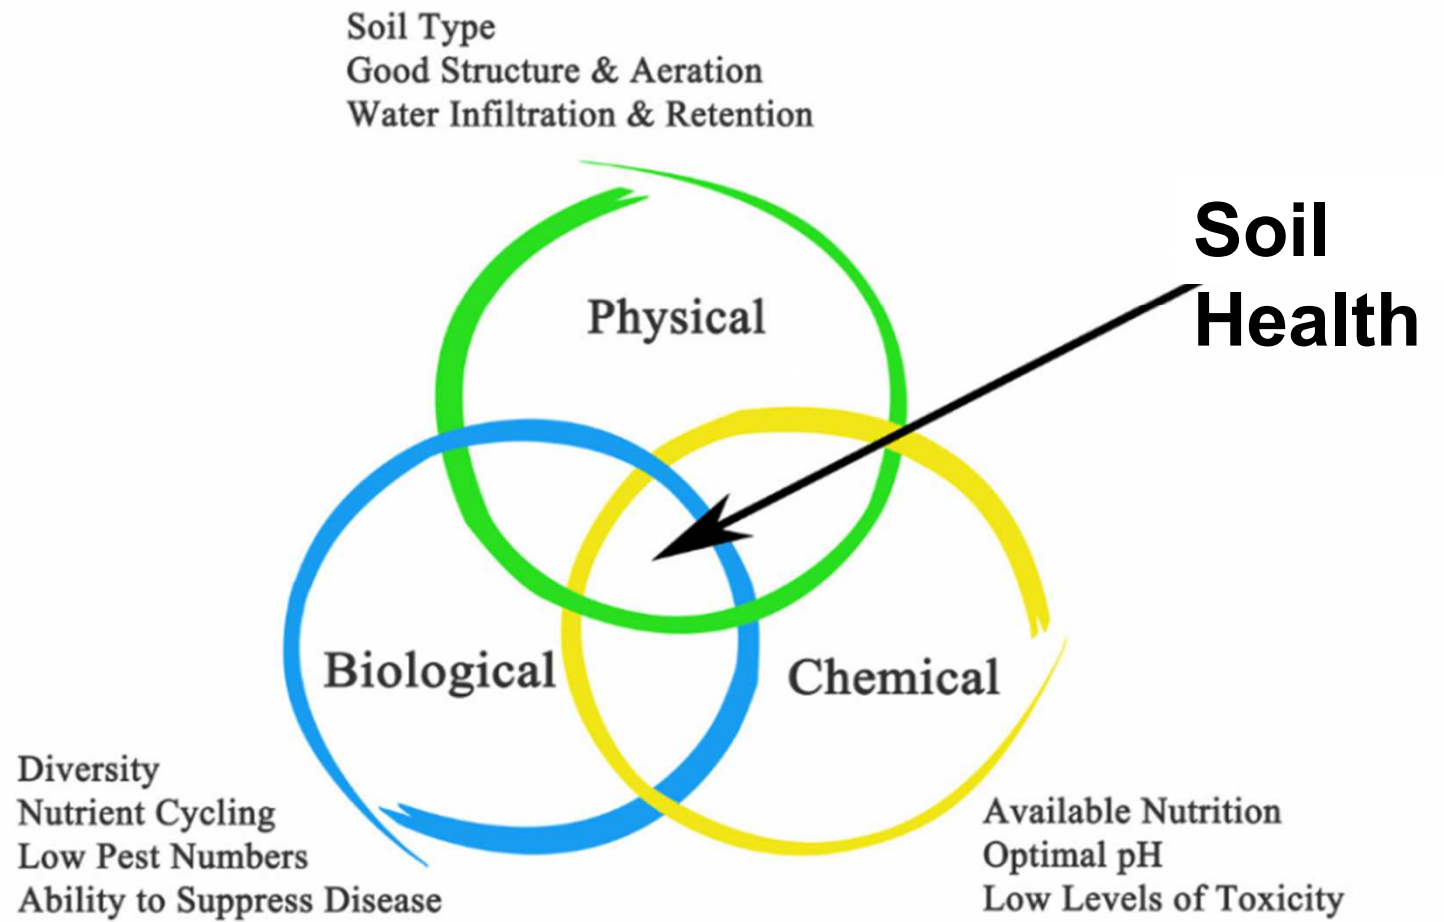 Soil Type
Good Structure & Aeration
Water Infiltration & Retention
Soil
Health
Physical
Biological
Chemical
Diversity
Nutrient Cycling
Low Pest Numbers
Ability to Suppress Disease
Available Nutrition
Optimal pH
Low Levels of Toxicity